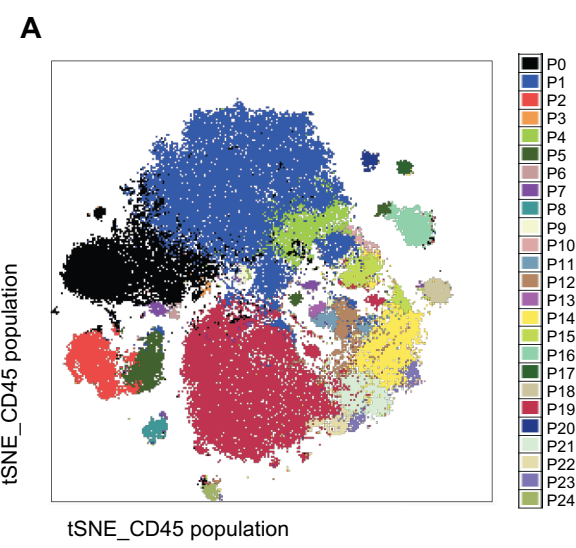 A
P0
P1
P2
P3
P4
P5
P6
P7
P8
P9
P10
P11
P12
P13
P14
P15
P16
P17
P18
P19
P20
P21
P22
P23
P24
tSNE_CD45 population
tSNE_CD45 population